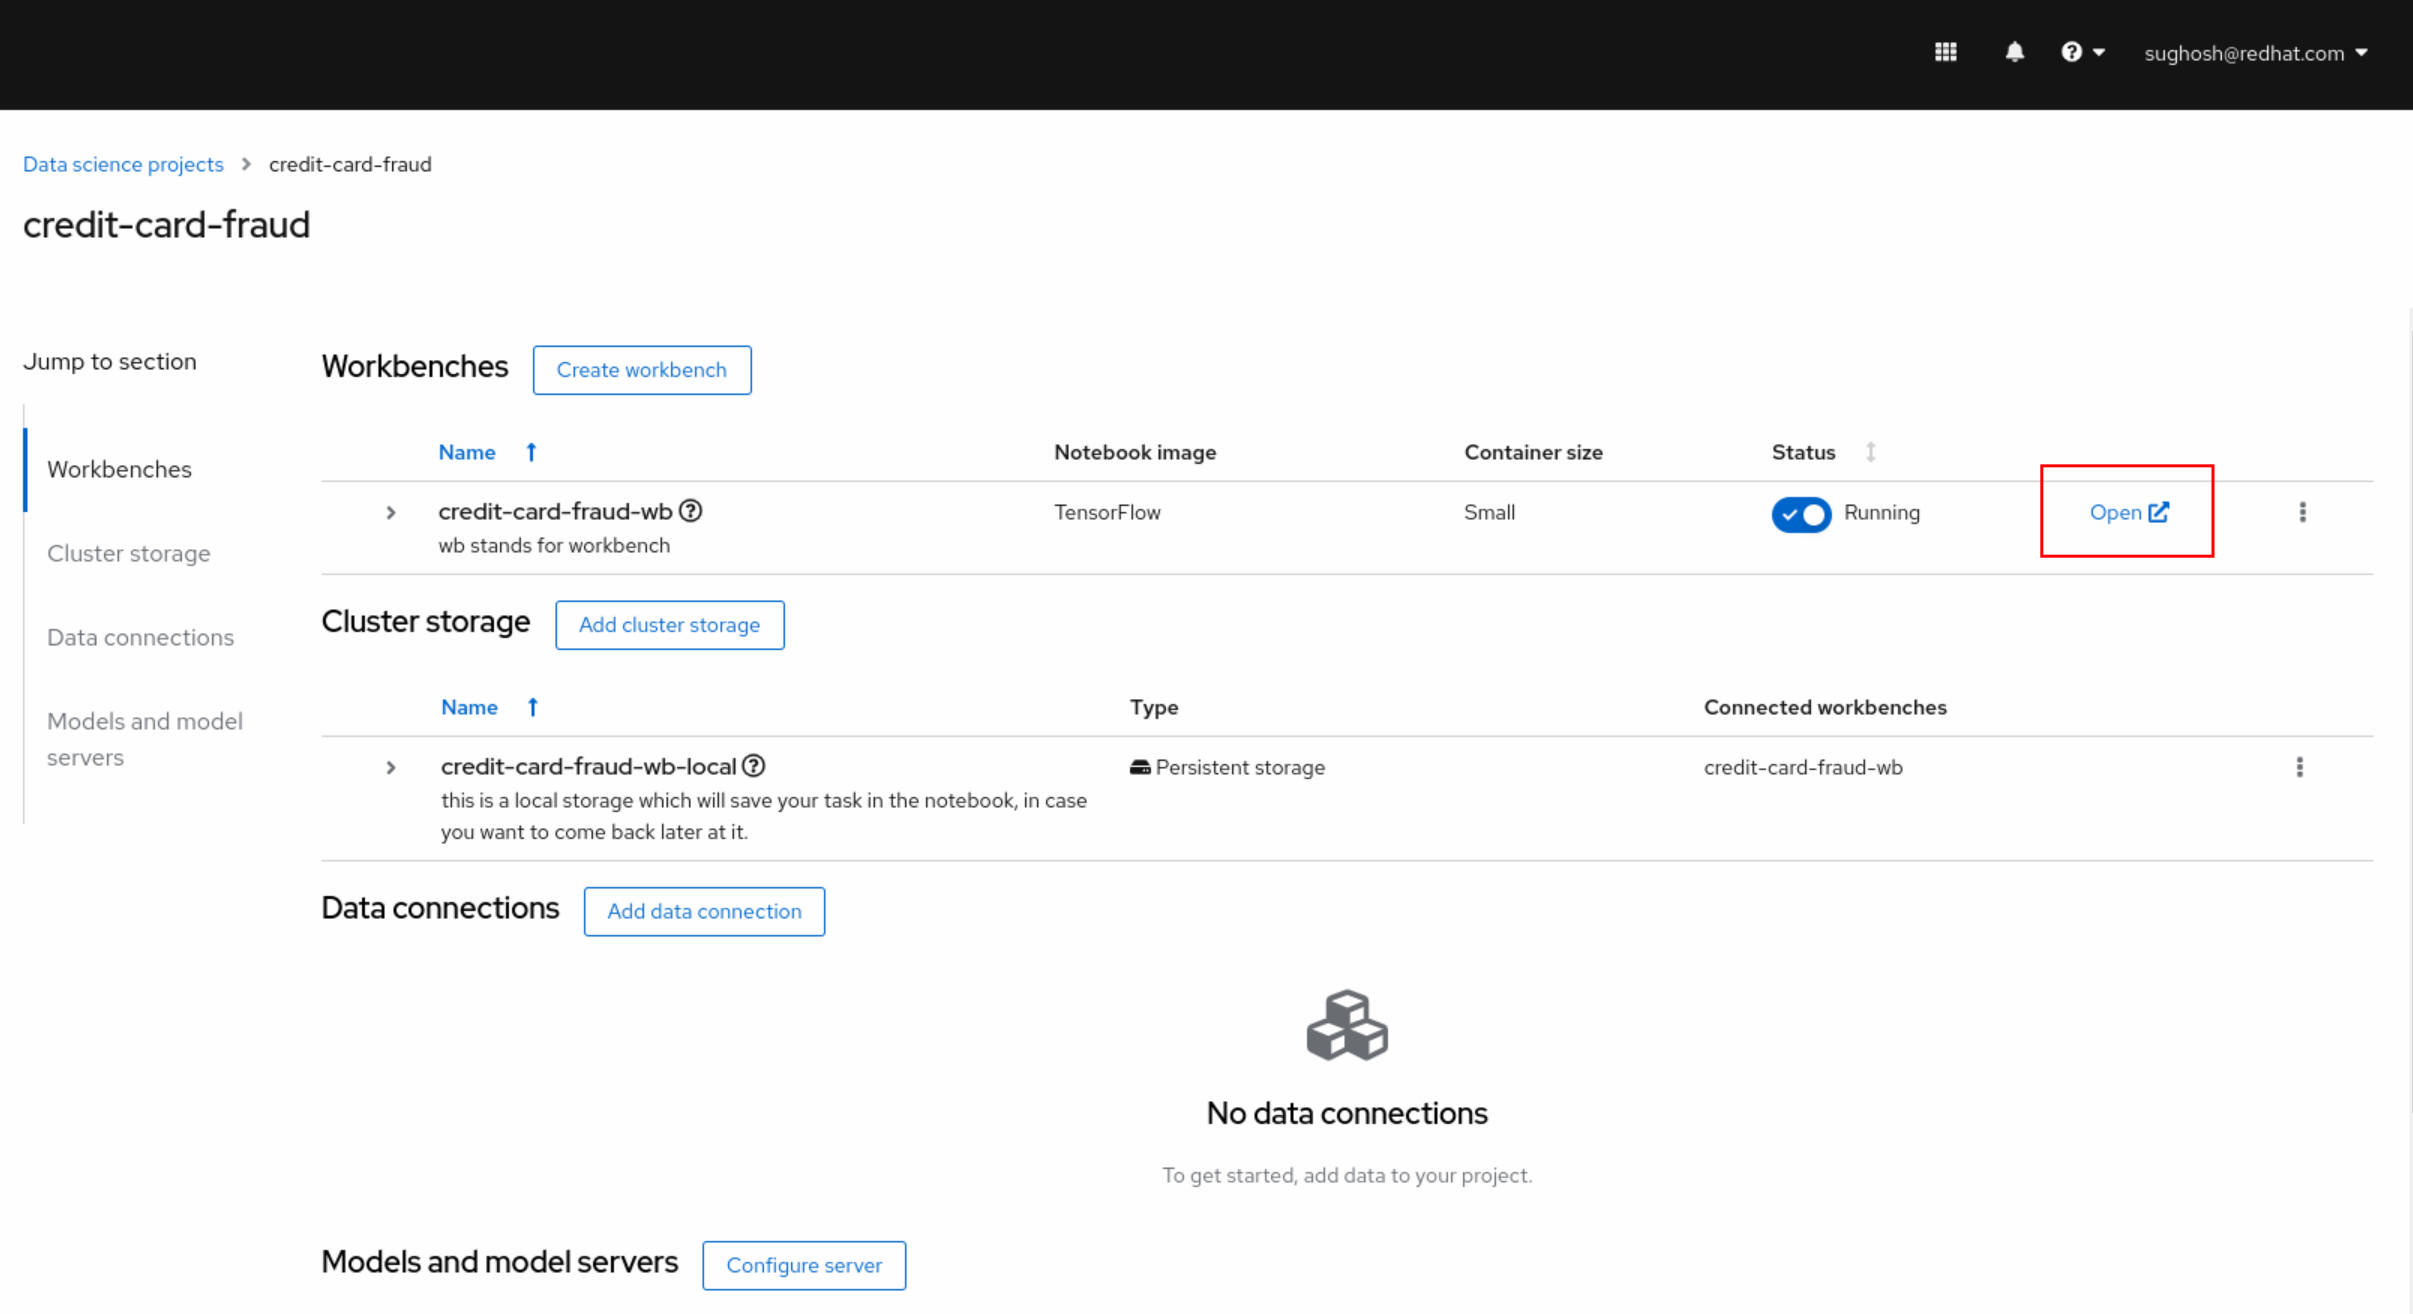 sughosh@redhat.com
Data science projects > credit-card-fraud
credit-card-fraud
Jump to section
Workbenches
Cluster storage
Data connections
Models and model
servers
Workbenches Create workbench
Name Notebook image Container size Status
credit-card-fraud-wb TensorFlow Small Running Open
wb stands for workbench
Cluster storage Add cluster storage
Name Type Connected workbenches
credit-card-fraud-wb-local Persistent storage credit-card-fraud-wb
this is a local storage which will save your task in the notebook, in case
you want to come back later at it.
Data connections Add data connection
No data connections
To get started, add data to your project.
Models and model servers Configure server